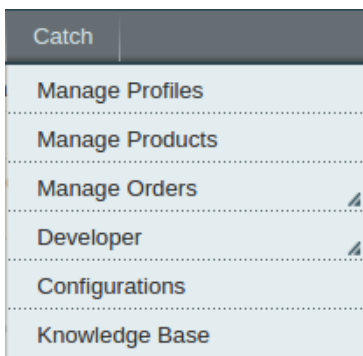 Catch
Manage Profiles
Manage Products
Manage Orders
Developer
Configurations
Knowledge Base